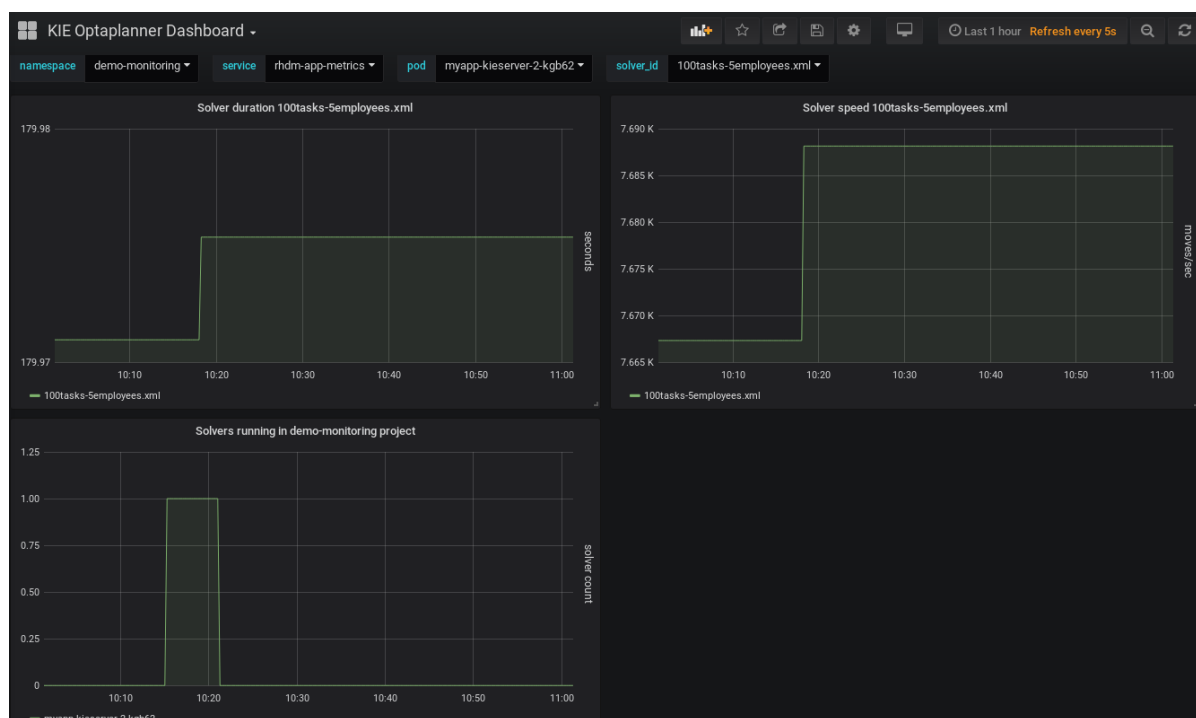 KIE Optaplanner Dashboard
Last 1 hour Refresh every 5s
namespace demo-monitoring service rhdm-app-metrics pod myapp-kieserver-2-kgb62 solver_id 100tasks-5employees.xml
Solver duration 100tasks-5employees.xml
179.98
179.97
seconds
10:10 10:20 10:30 10:40 10:50 11:00
100tasks-5employees.xml
Solver speed 100tasks-5employees.xml
7.690 K
7.685 K
7.680 K
7.675 K
7.670 K
7.665 K
moves/sec
10:10 10:20 10:30 10:40 10:50 11:00
100tasks-5employees.xml
Solvers running in demo-monitoring project
1.25
1.00
0.75
0.50
0.25
0
solver count
10:10 10:20 10:30 10:40 10:50 11:00
myapp-kieserver-2-kgb62